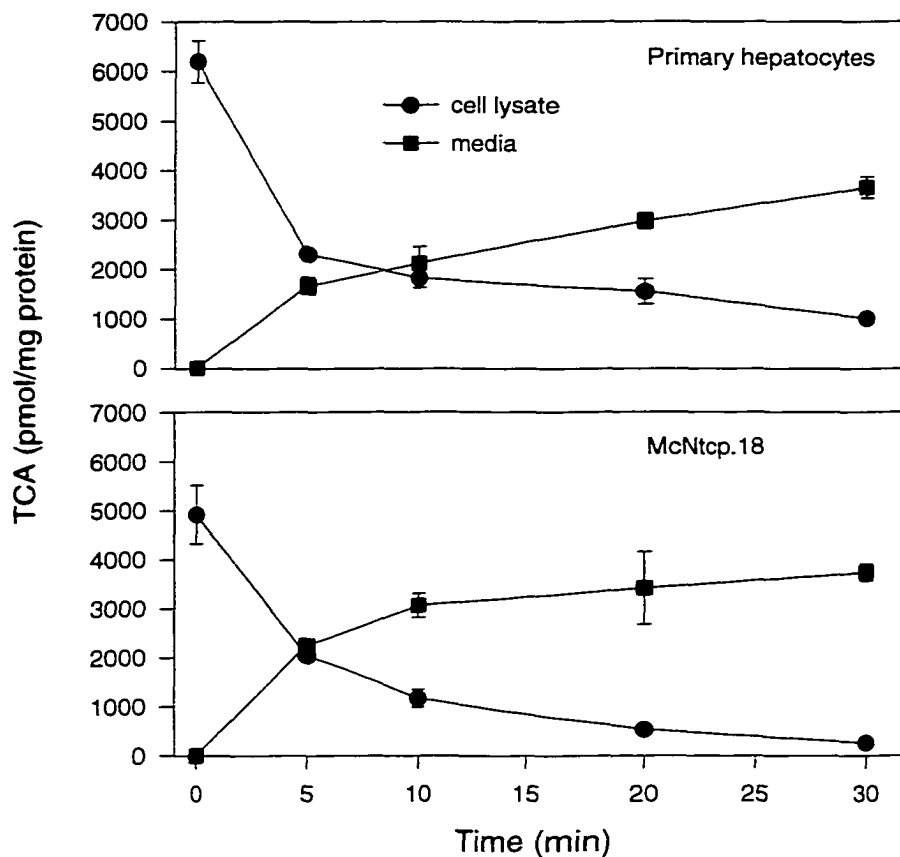 7000
6000
5000
4000
3000
2000
1000
0
Primary hepatocytes
cell lysate
media
TCA (pmol/mg protein)
7000
6000
5000
4000
3000
2000
1000
0
McNtcp.18
0 5 10 15 20 25 30
Time (min)